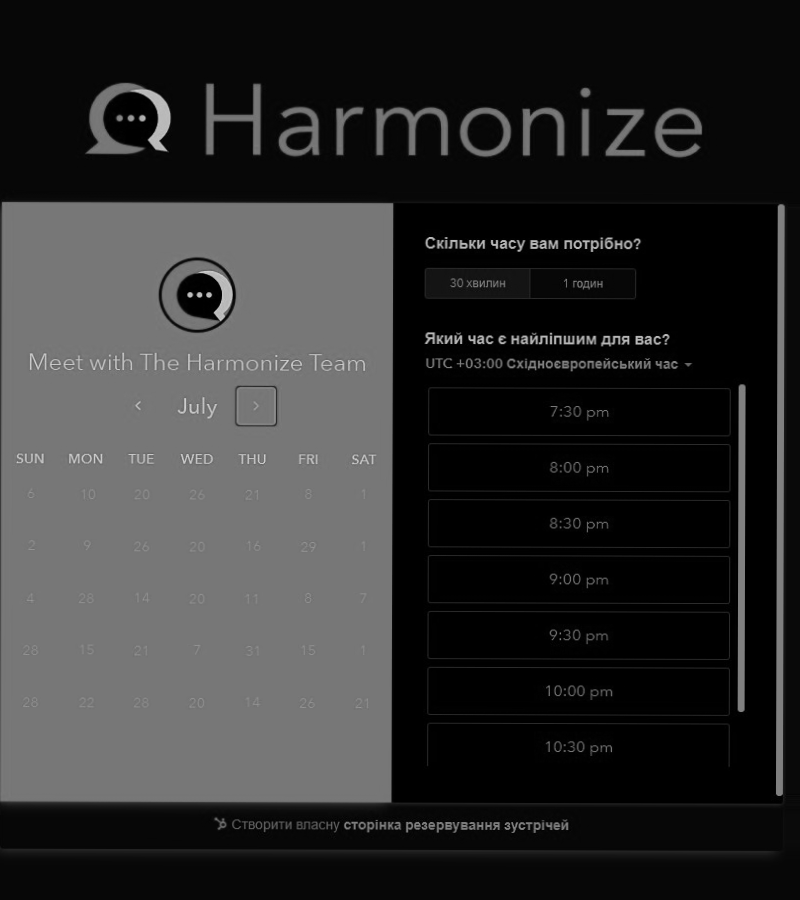 Harmonize
Meet with The Harmonize Team
July
SUN MON TUE WED THU FRI SAT
6 10 20 26 21 8 1
2 9 26 20 16 29 1
4 28 14 20 11 8 7
28 15 21 7 31 15 1
28 22 28 20 14 26 21
Скільки часу вам потрібно?
30 хвилин 1 годин
Який час є найліпшим для вас?
UTC +03:00 Східноєвропейський час
7:30 pm
8:00 pm
8:30 pm
9:00 pm
9:30 pm
10:00 pm
10:30 pm
Створити власну сторінка резервування зустрічей